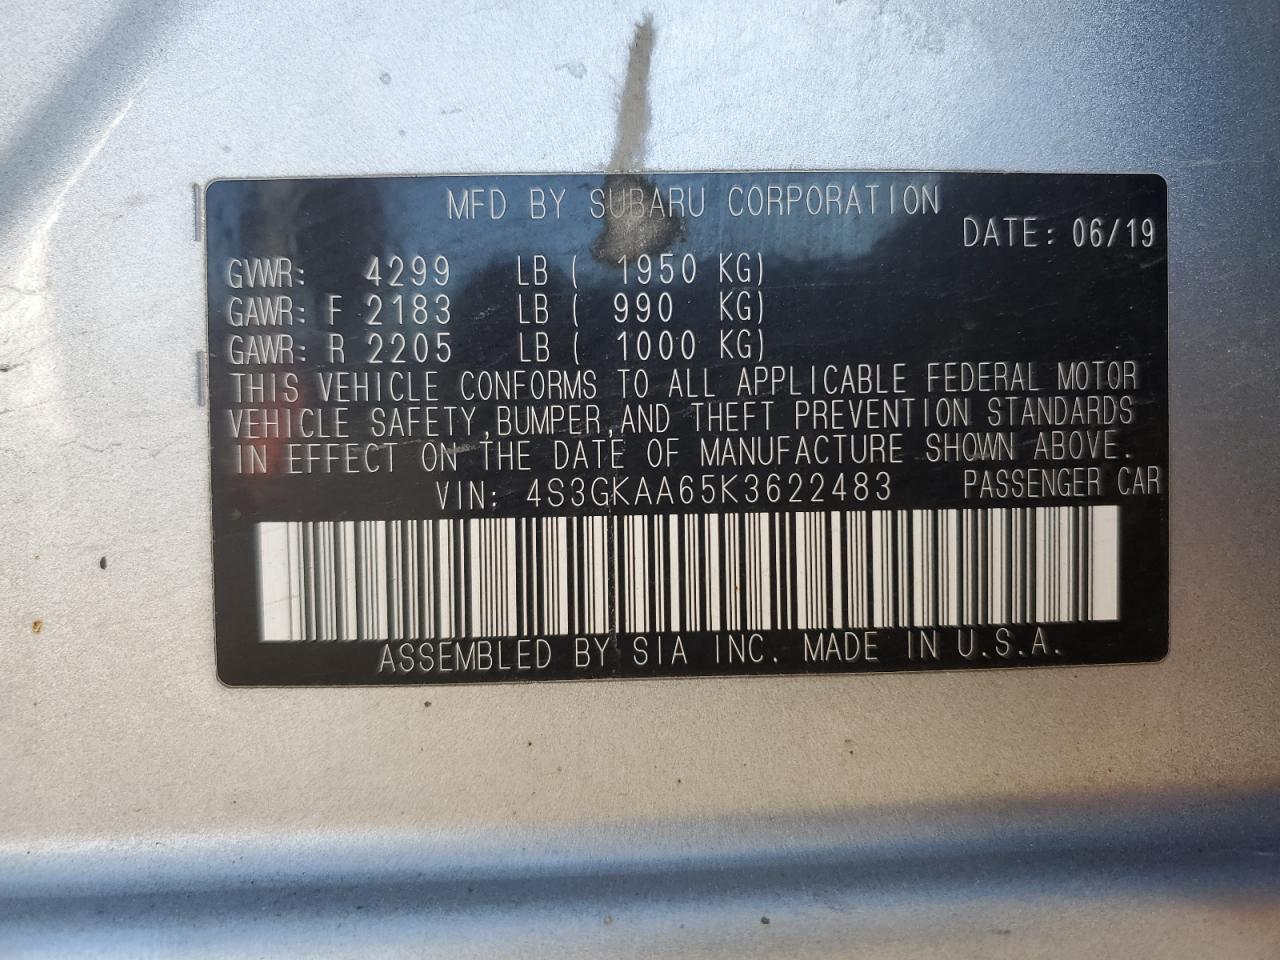 MFD BY SUBARU CORPORATION
DATE: 06/19
GVWR: 4299 LB ( 1950 KG)
GAWR: F 2183 LB ( 990 KG)
GAWR: R 2205 LB ( 1000 KG)
THIS VEHICLE CONFORMS TO ALL APPLICABLE FEDERAL MOTOR
VEHICLE SAFETY, BUMPER, AND THEFT PREVENTION STANDARDS
IN EFFECT ON THE DATE OF MANUFACTURE SHOWN ABOVE.
VIN: 4S3GKAA65K3622483 PASSENGER CAR
ASSEMBLED BY SIA INC. MADE IN U.S.A.